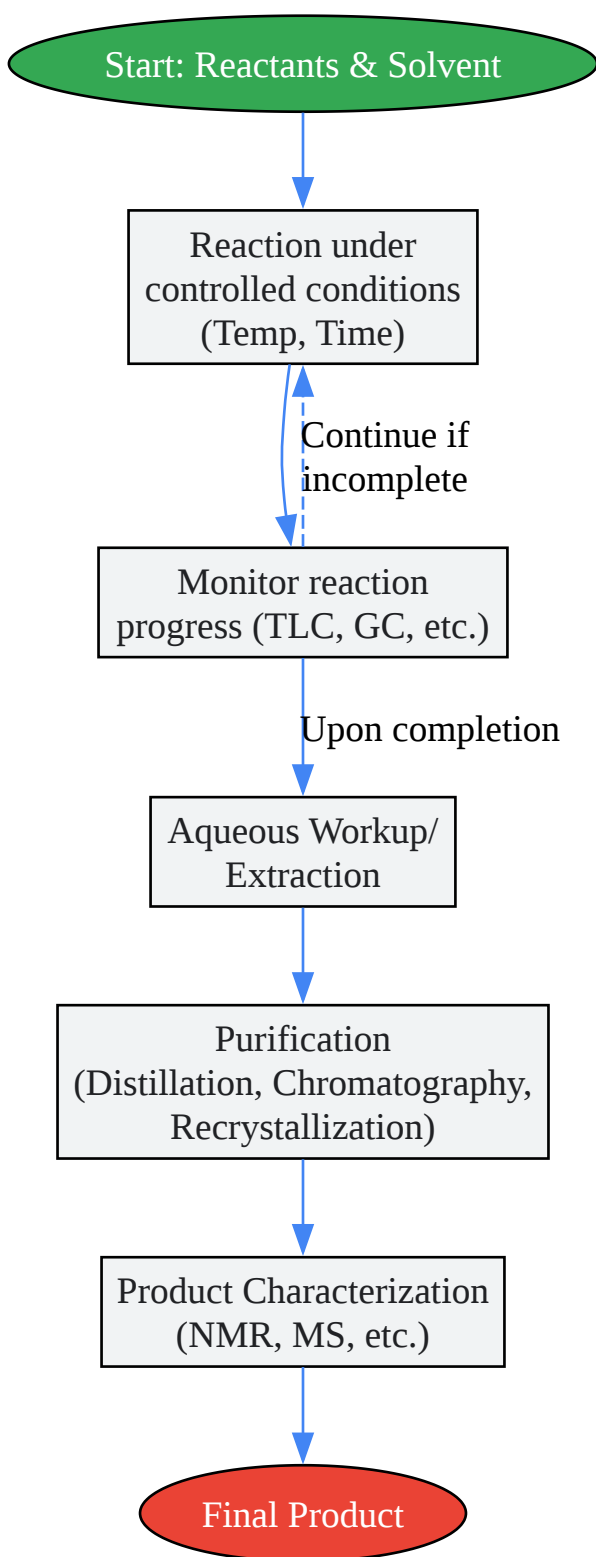 Start: Reactants & Solvent
Reaction under
controlled conditions
(Temp, Time)
Continue if
incomplete
Monitor reaction
progress (TLC, GC, etc.)
Upon completion
Aqueous Workup/
Extraction
Purification
(Distillation, Chromatography,
Recrystallization)
Product Characterization
(NMR, MS, etc.)
Final Product